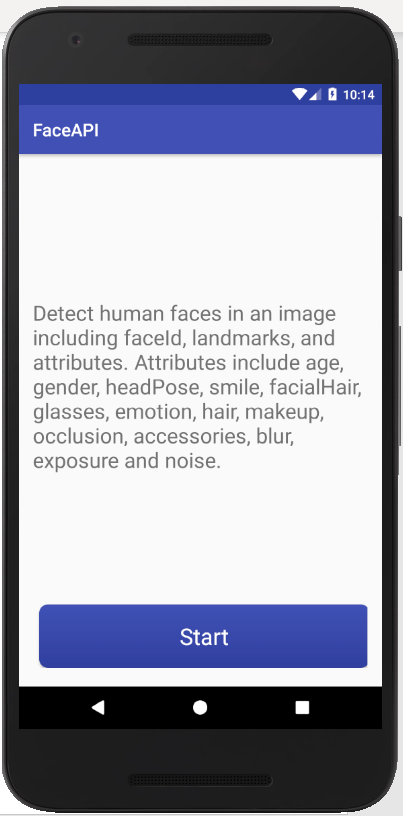 10:14
FaceAPI
Detect human faces in an image
including faceId, landmarks, and
attributes. Attributes include age,
gender, headPose, smile, facialHair,
glasses, emotion, hair, makeup,
occlusion, accessories, blur,
exposure and noise.
Start